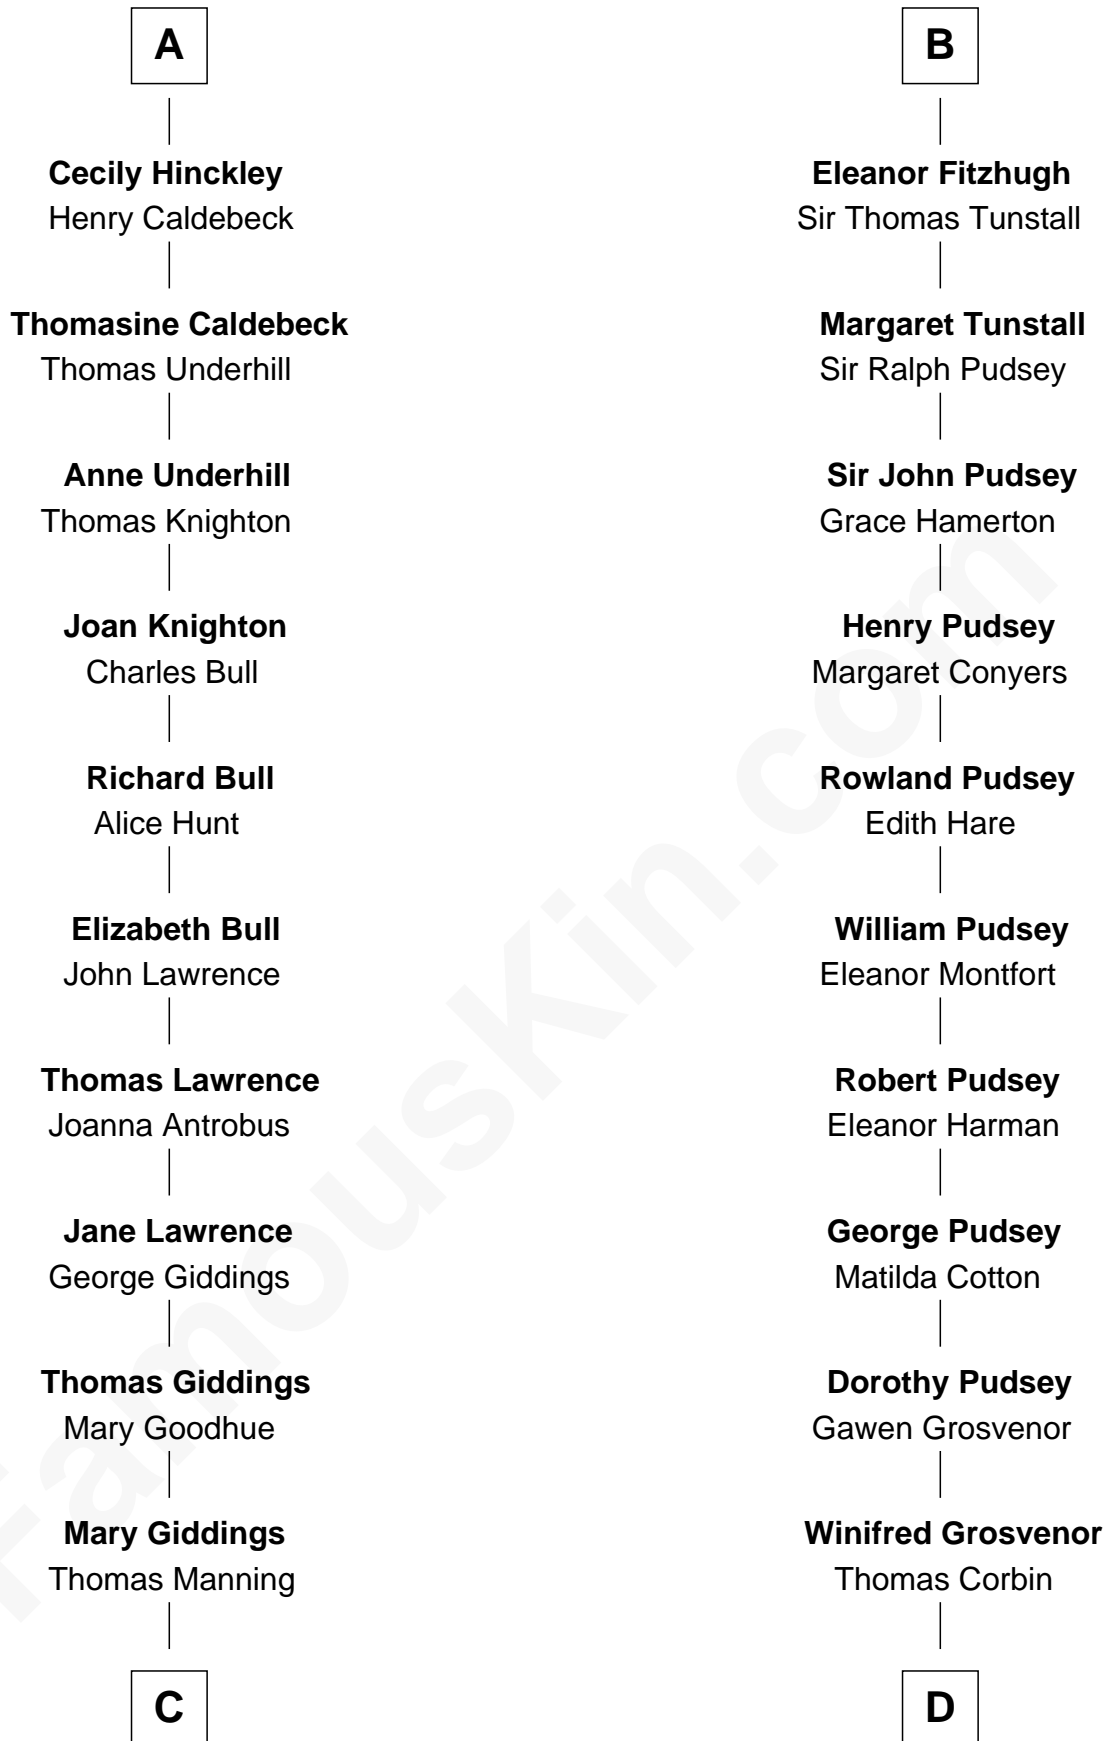 A
Cecily Hinckley
Henry Caldebeck
Thomasine Caldebeck
Thomas Underhill
Anne Underhill
Thomas Knighton
Joan Knighton
Charles Bull
Richard Bull
Alice Hunt
Elizabeth Bull
John Lawrence
Thomas Lawrence
Joanna Antrobus
Jane Lawrence
George Giddings
Thomas Giddings
Mary Goodhue
Mary Giddings
Thomas Manning
C
B
Eleanor Fitzhugh
Sir Thomas Tunstall
Margaret Tunstall
Sir Ralph Pudsey
Sir John Pudsey
Grace Hamerton
Henry Pudsey
Margaret Conyers
Rowland Pudsey
Edith Hare
William Pudsey
Eleanor Montfort
Robert Pudsey
Eleanor Harman
George Pudsey
Matilda Cotton
Dorothy Pudsey
Gawen Grosvenor
Winifred Grosvenor
Thomas Corbin
D
FamousKin.com